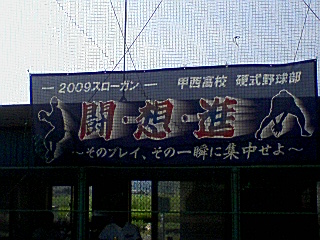 ― 2009スローガン ― 甲西高校 硬式野球部
闘・想・進
～そのプレイ、その一瞬に集中せよ～